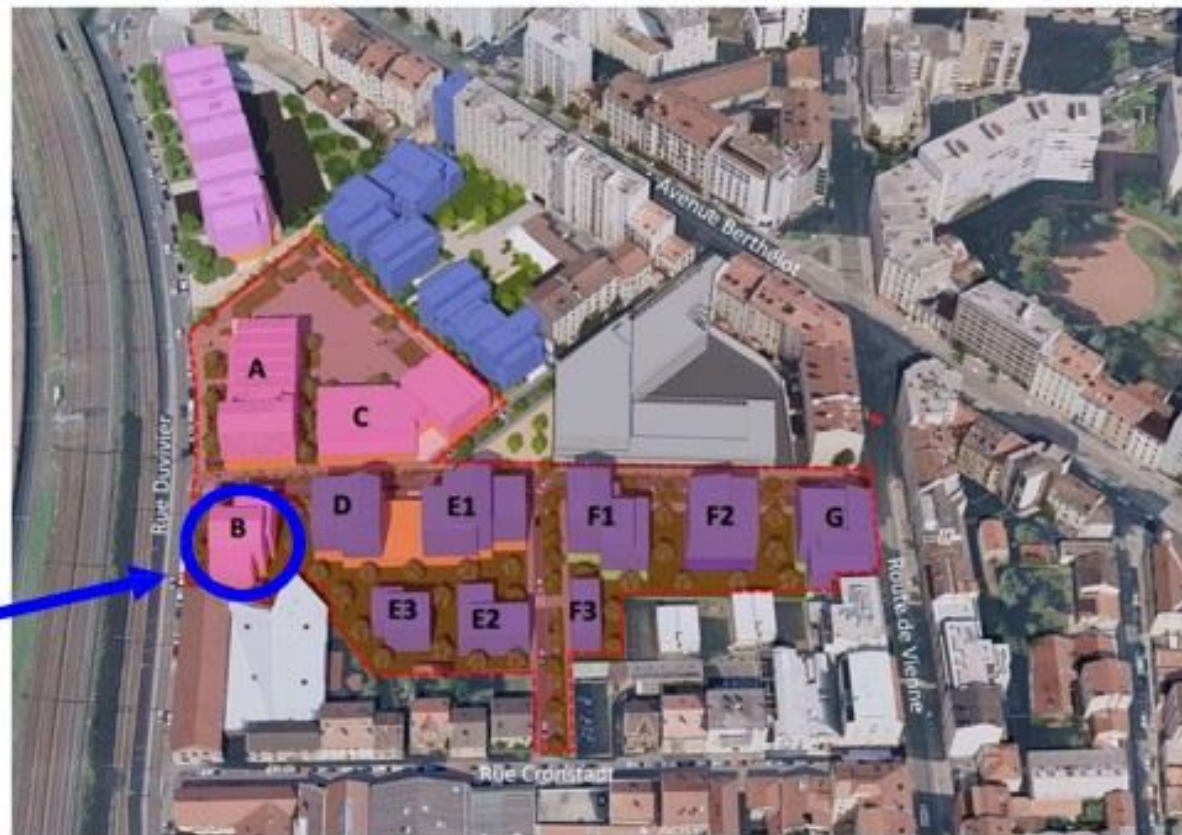 Avenue Berthelot
A
C
Rue Duvivier
B
D
E1
F1
F2
G
E3
E2
F3
Route de Vienne
Rue Cronstadt